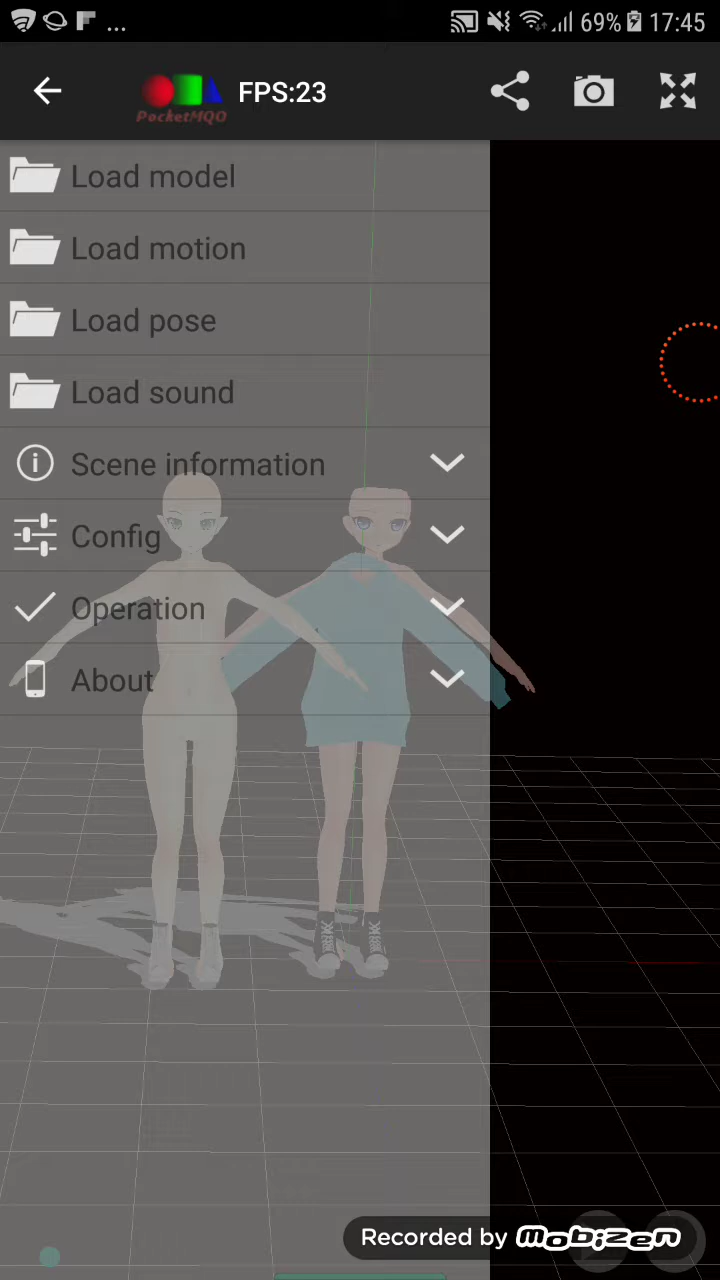 ... 69% 17:45
PocketMQO FPS:23
Load model
Load motion
Load pose
Load sound
Scene information
Config
Operation
About
Recorded by mobizen